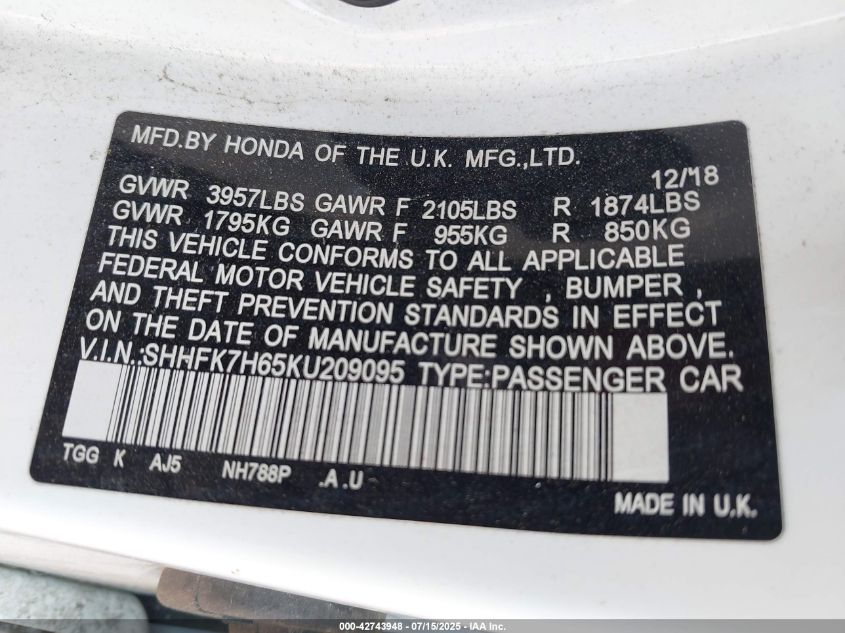 MFD.BY HONDA OF THE U.K. MFG.,LTD.
12/18
GVWR 3957LBS GAWR F 2105LBS R 1874LBS
GVWR 1795KG GAWR F 955KG R 850KG
THIS VEHICLE CONFORMS TO ALL APPLICABLE
FEDERAL MOTOR VEHICLE SAFETY , BUMPER ,
AND THEFT PREVENTION STANDARDS IN EFFECT
ON THE DATE OF MANUFACTURE SHOWN ABOVE.
V.I.N.:SHHFK7H65KU209095 TYPE:PASSENGER CAR
TGG K AJ5 NH788P .A .U
MADE IN U.K.
000-42743948 - 07/15/2025 - IAA Inc.